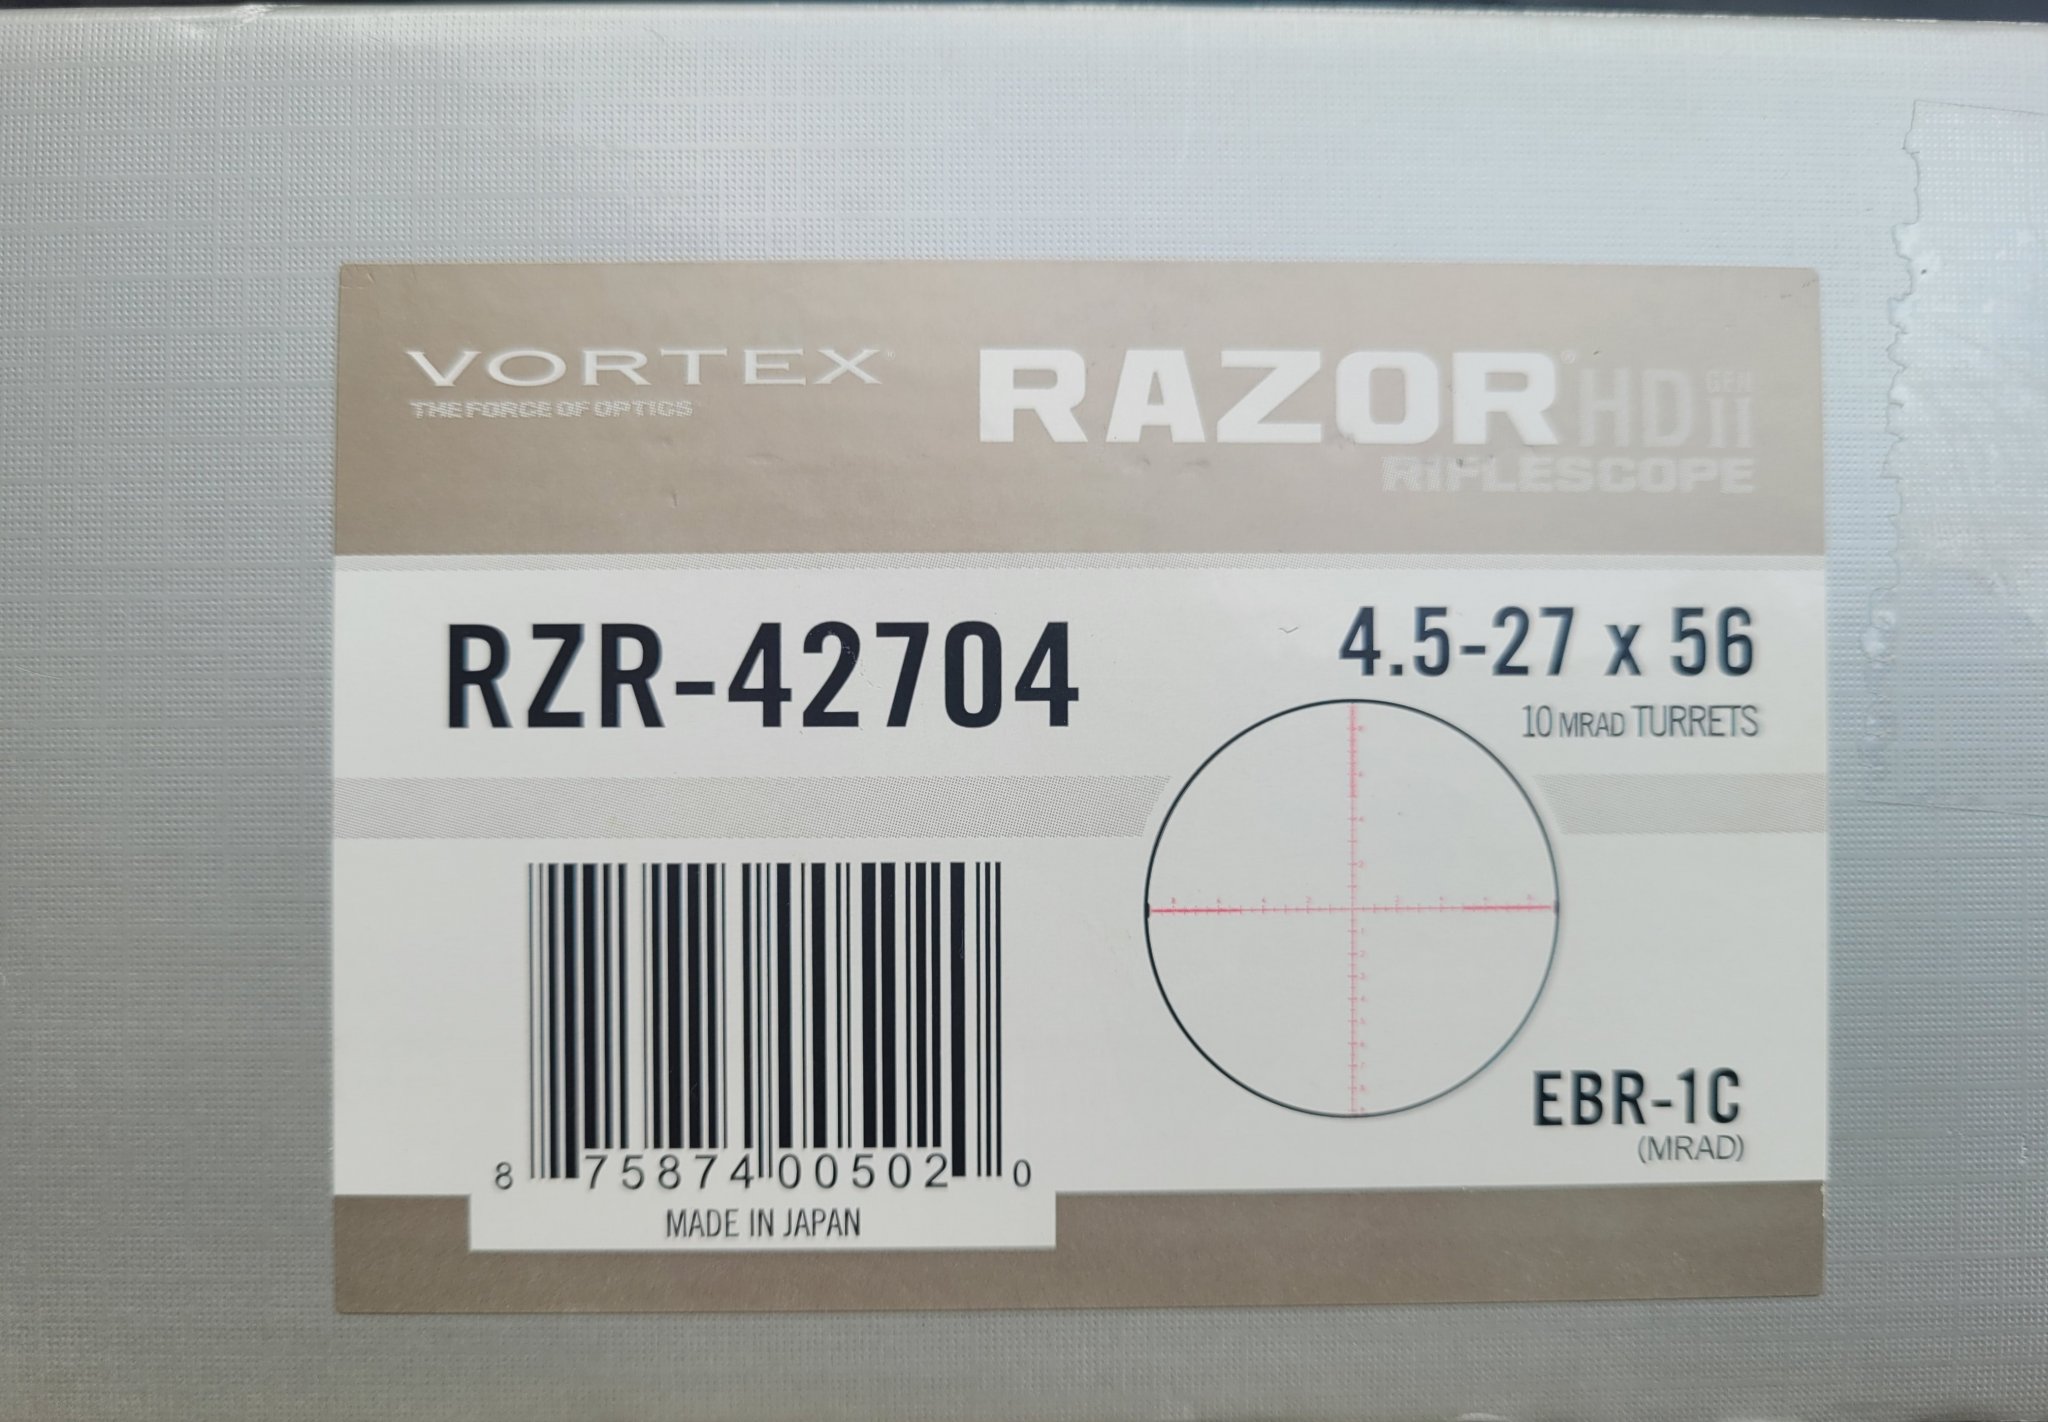 VORTEX®
THE FORCE OF OPTICS
RAZOR® HD GEN II
RIFLESCOPE
RZR-42704
4.5-27 x 56
10 MRAD TURRETS
8 75874 00502 0
MADE IN JAPAN
EBR-1C
(MRAD)